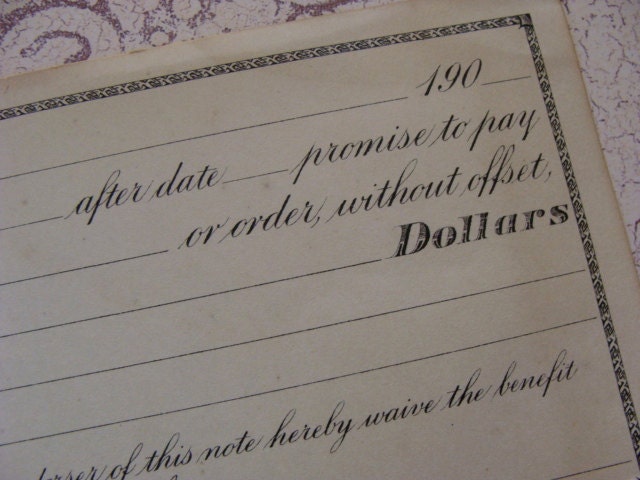 190
after date promise to pay
or order, without offset,
Dollars
of this note hereby waive the benefit